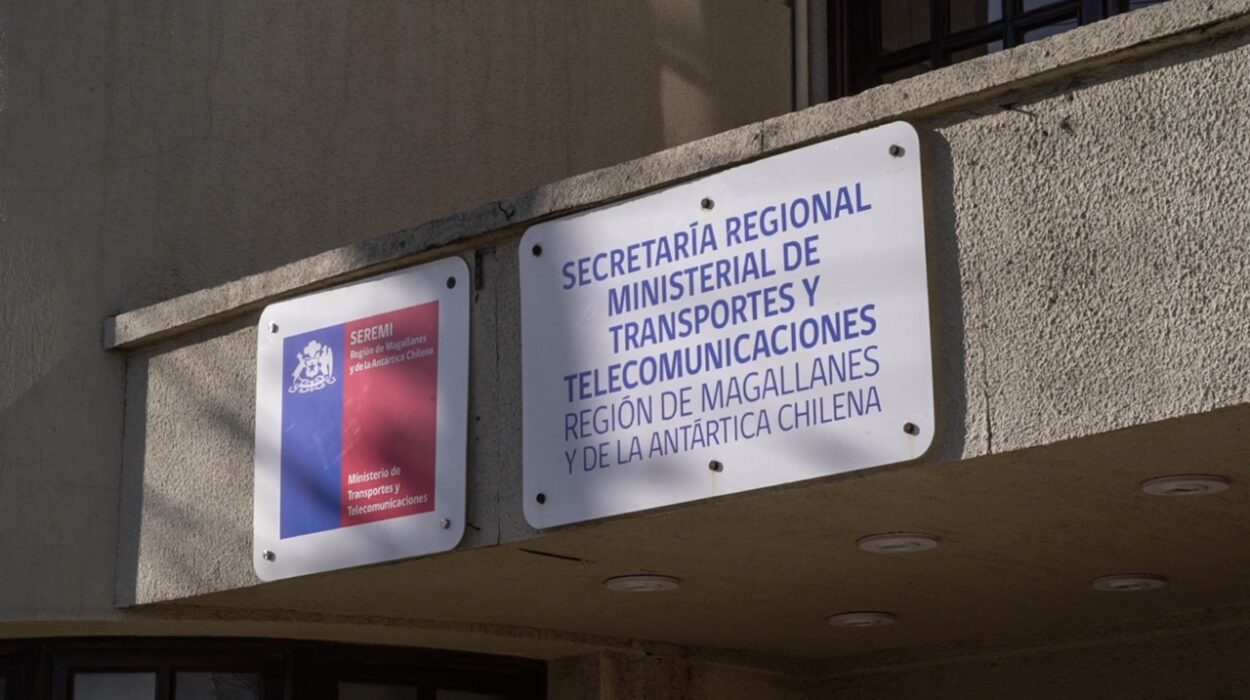 SEREMI
Región de Magallanes
y de la Antártica Chilena
Ministerio de
Transportes y
Telecomunicaciones
SECRETARÍA REGIONAL
MINISTERIAL DE
TRANSPORTES Y
TELECOMUNICACIONES
REGIÓN DE MAGALLANES
Y DE LA ANTÁRTICA CHILENA